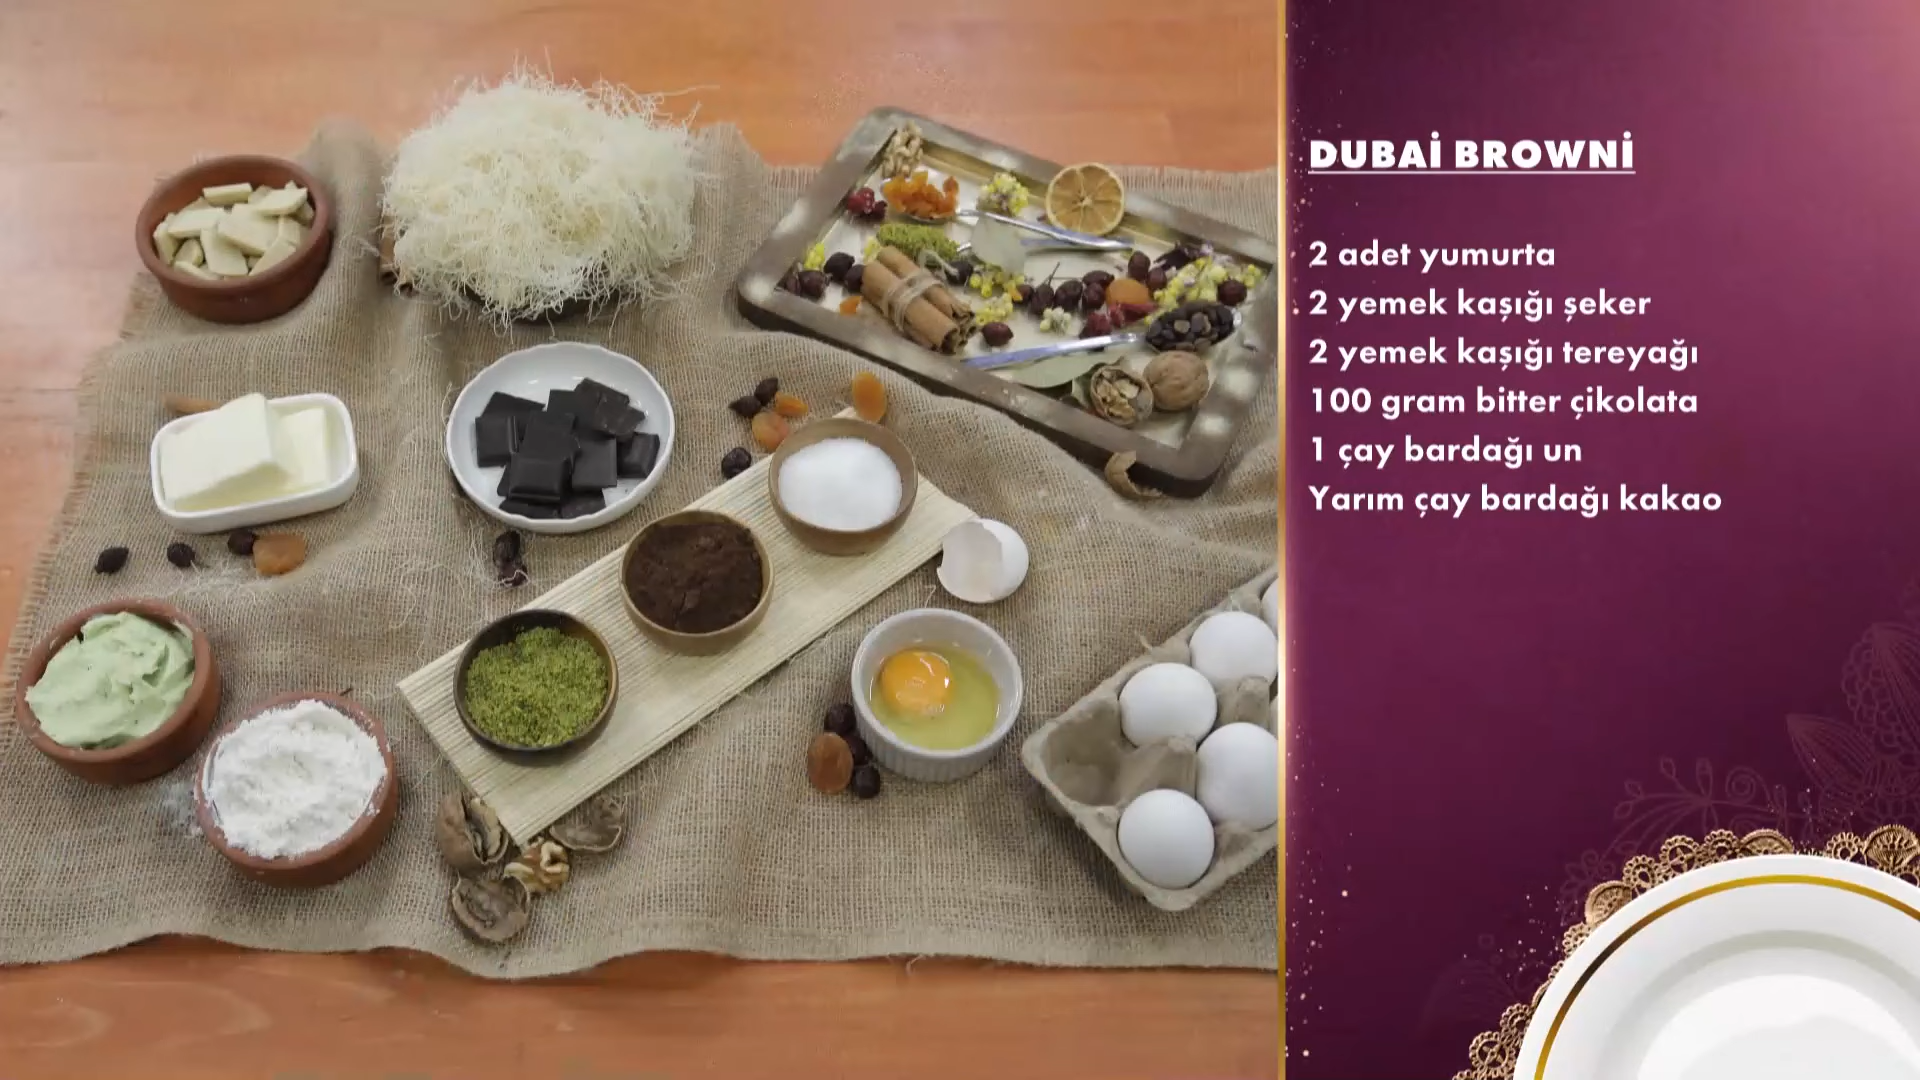 DUBAİ BROWNİ
2 adet yumurta
2 yemek kaşığı şeker
2 yemek kaşığı tereyağı
100 gram bitter çikolata
1 çay bardağı un
Yarım çay bardağı kakao